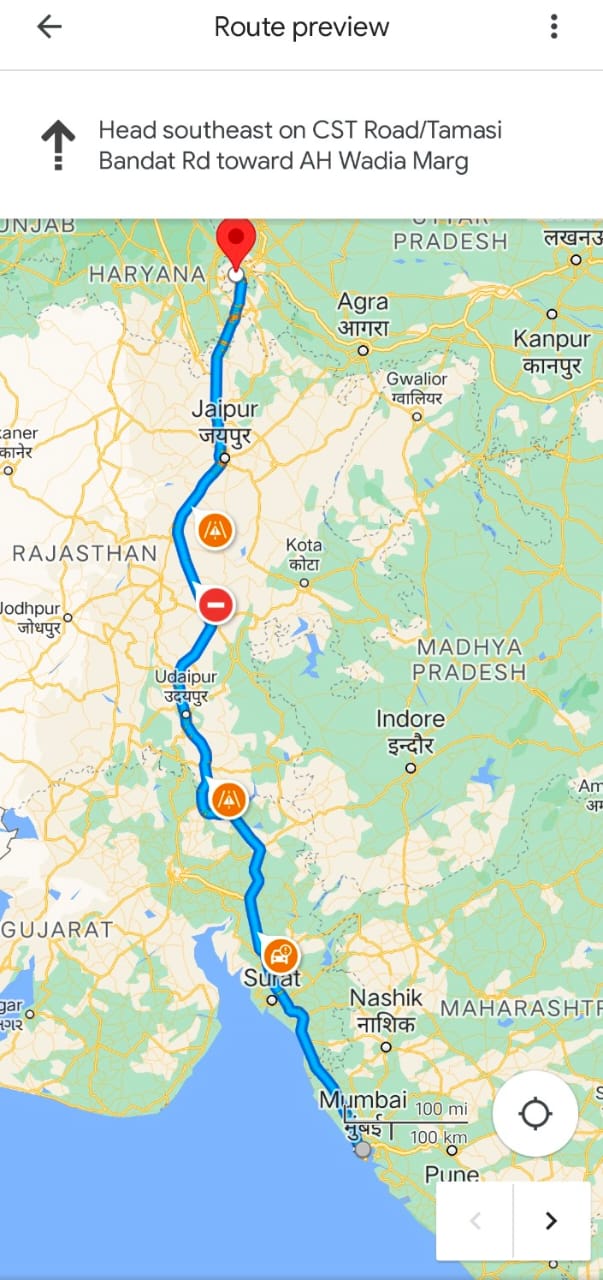 Route preview
Head southeast on CST Road/Tamasi
Bandat Rd toward AH Wadia Marg
PRADESH
लखनउ
HARYANA
Agra
आगरा
Kanpur
कानपुर
Gwalior
ग्वालियर
Jaipur
जयपुर
Kota
कोटा
RAJASTHAN
Jodhpur
जोधपुर
MADHYA
PRADESH
Udaipur
उदयपुर
Indore
इन्दौर
GUJARAT
Surat
Nashik
नाशिक
MAHARASHTR
Mumbai
मुंबई
100 mi
100 km
Pune